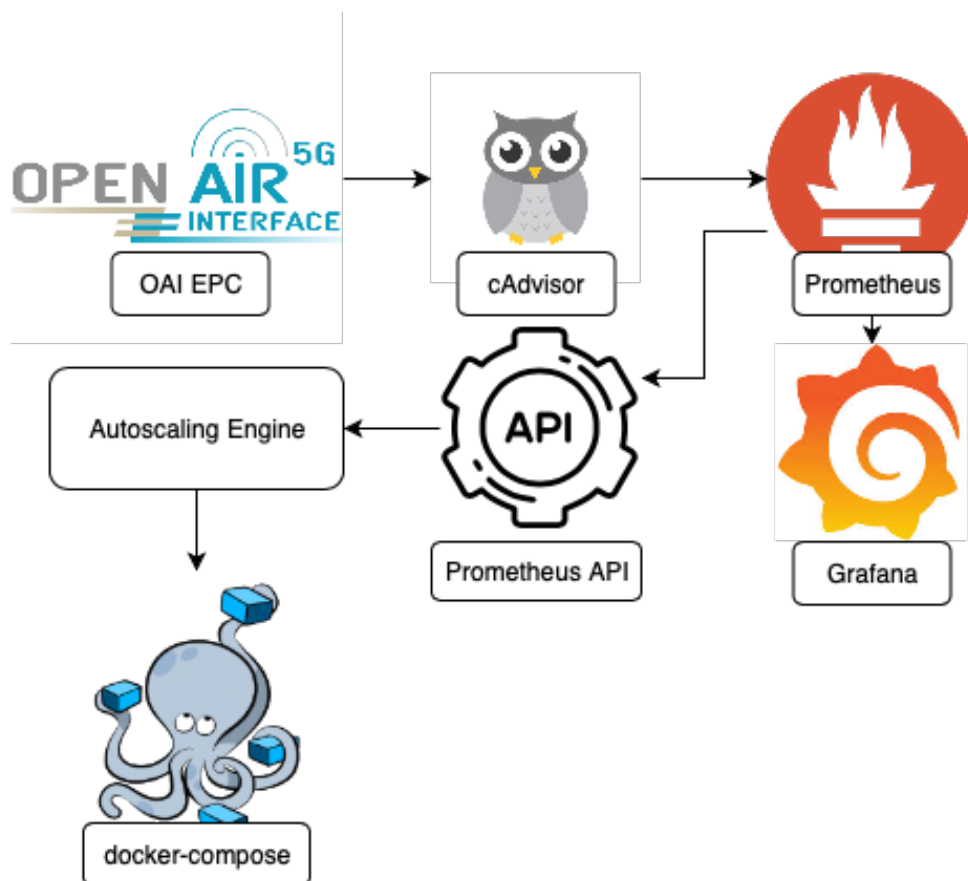 OPEN AIR 5G
INTERFACE
OAI EPC
cAdvisor
Prometheus
API
Autoscaling Engine
Prometheus API
Grafana
docker-compose